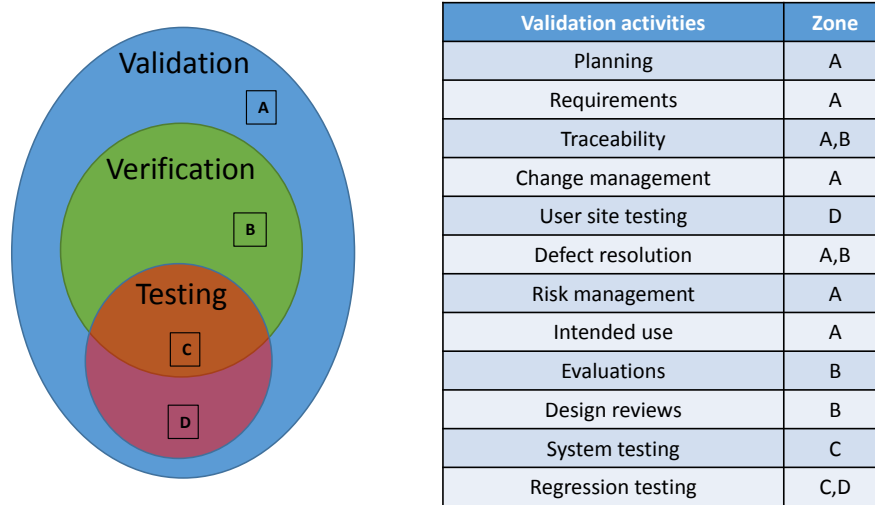 Validation
A
Verification
B
Testing
C
D
Validation activities Zone
Planning A
Requirements A
Traceability A,B
Change management A
User site testing D
Defect resolution A,B
Risk management A
Intended use A
Evaluations B
Design reviews B
System testing C
Regression testing C,D